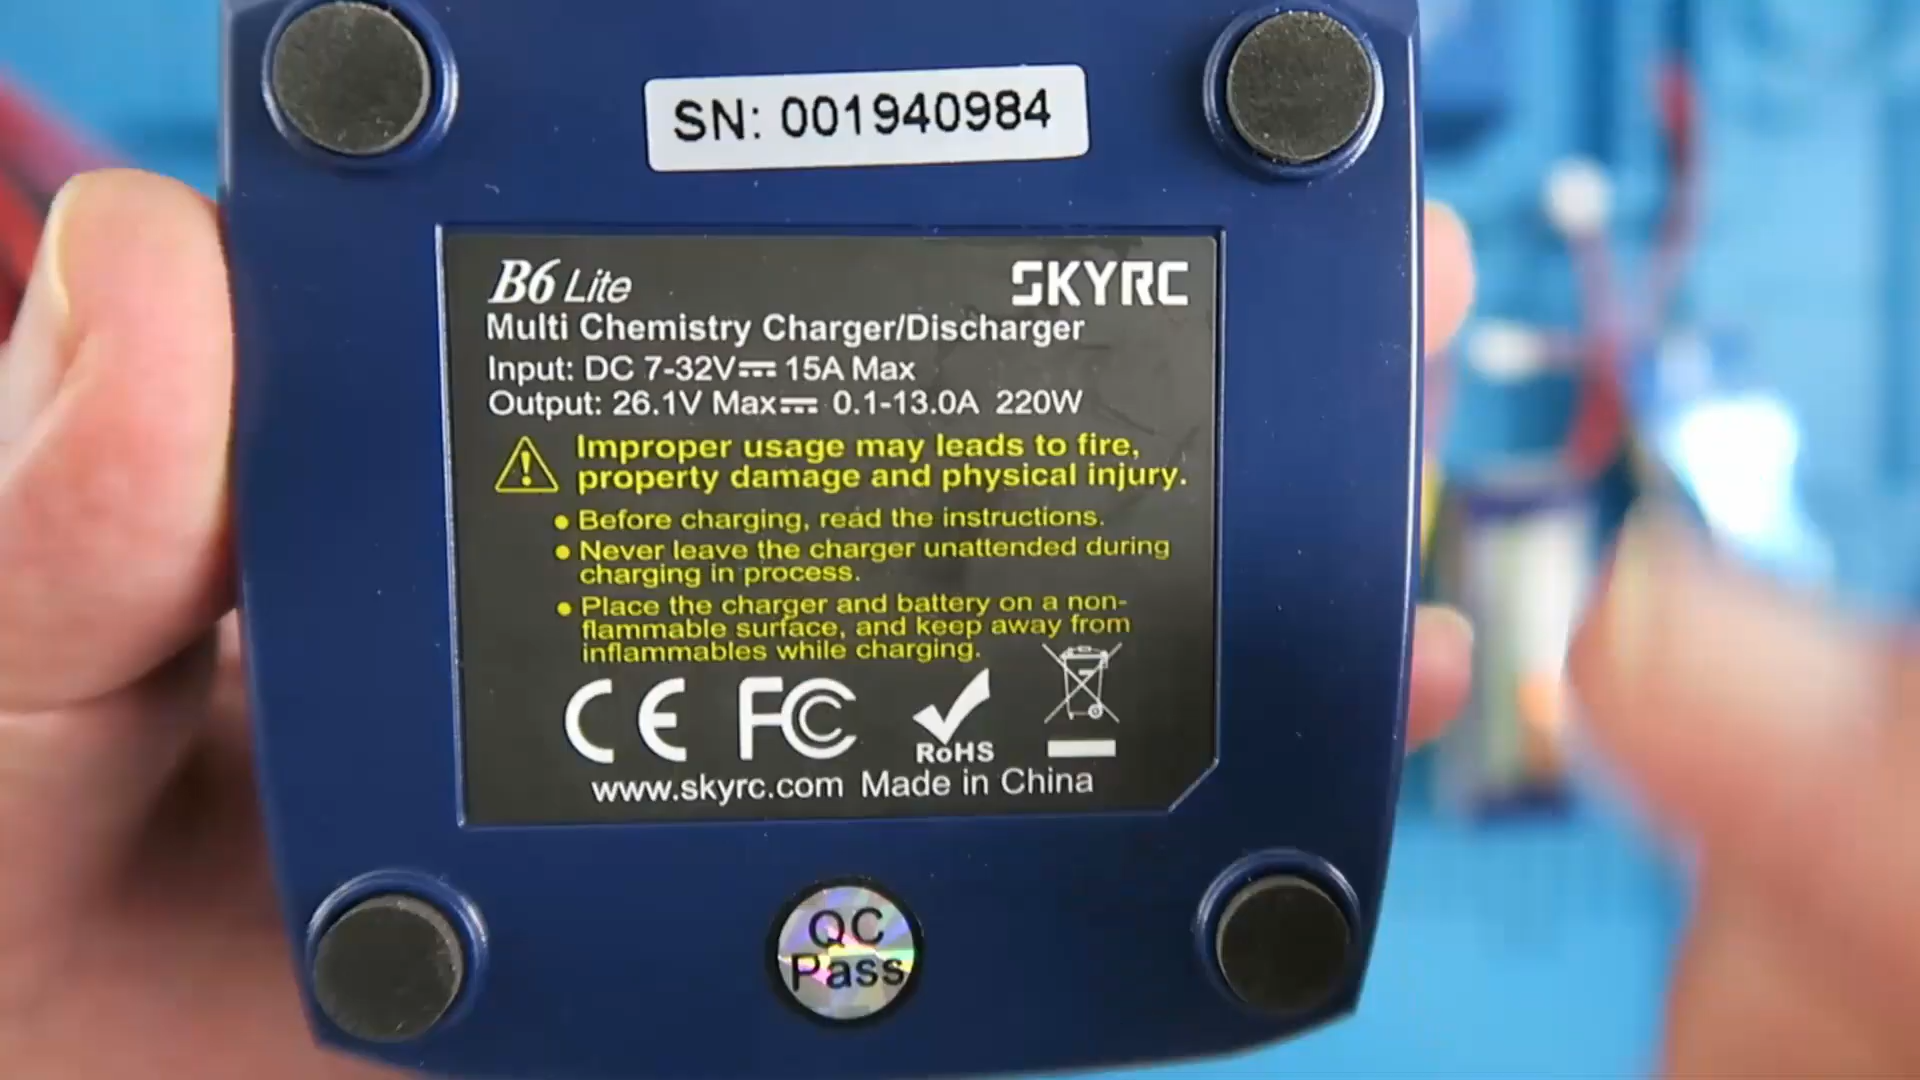 SN: 001940984
B6 Lite SKYRC
Multi Chemistry Charger/Discharger
Input: DC 7-32V⎓ 15A Max
Output: 26.1V Max⎓ 0.1-13.0A 220W
Improper usage may leads to fire,
property damage and physical injury.
● Before charging, read the instructions.
● Never leave the charger unattended during
charging in process.
● Place the charger and battery on a non-
flammable surface, and keep away from
inflammables while charging.
CE FC
RoHS
www.skyrc.com Made in China
QC
Pass